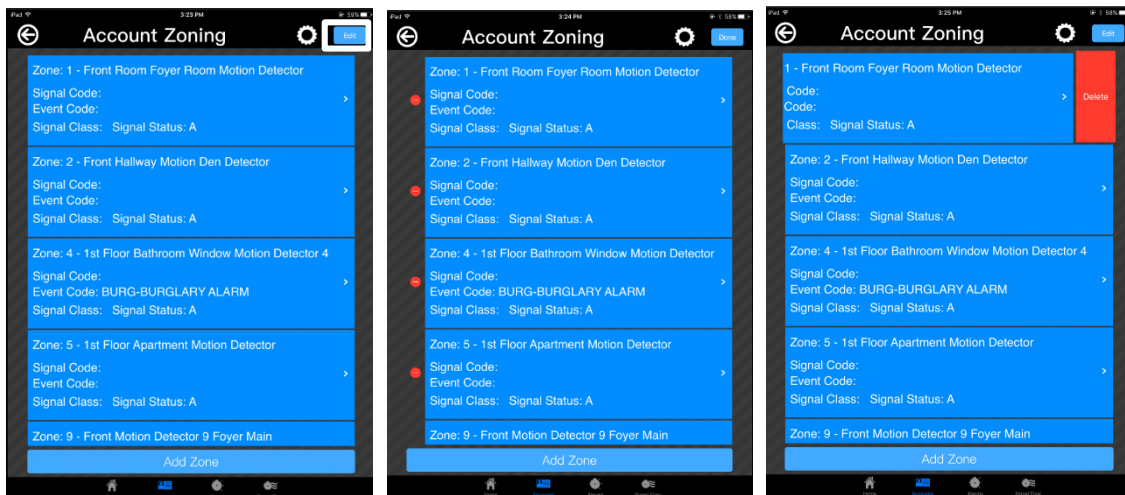 iPad 3:23 PM 59%
Account Zoning Edit
Zone: 1 - Front Room Foyer Room Motion Detector
Signal Code:
Event Code:
Signal Class: Signal Status: A
Zone: 2 - Front Hallway Motion Den Detector
Signal Code:
Event Code:
Signal Class: Signal Status: A
Zone: 4 - 1st Floor Bathroom Window Motion Detector 4
Signal Code:
Event Code: BURG-BURGLARY ALARM
Signal Class: Signal Status: A
Zone: 5 - 1st Floor Apartment Motion Detector
Signal Code:
Event Code:
Signal Class: Signal Status: A
Zone: 9 - Front Motion Detector 9 Foyer Main
Add Zone
iPad 3:24 PM 58%
Account Zoning Done
Zone: 1 - Front Room Foyer Room Motion Detector
Signal Code:
Event Code:
Signal Class: Signal Status: A
Zone: 2 - Front Hallway Motion Den Detector
Signal Code:
Event Code:
Signal Class: Signal Status: A
Zone: 4 - 1st Floor Bathroom Window Motion Detector
Signal Code:
Event Code: BURG-BURGLARY ALARM
Signal Class: Signal Status: A
Zone: 5 - 1st Floor Apartment Motion Detector
Signal Code:
Event Code:
Signal Class: Signal Status: A
Zone: 9 - Front Motion Detector 9 Foyer Main
Add Zone
iPad 3:25 PM 58%
Account Zoning Edit
1 - Front Room Foyer Room Motion Detector
Code:
Code:
Class: Signal Status: A
Delete
Zone: 2 - Front Hallway Motion Den Detector
Signal Code:
Event Code:
Signal Class: Signal Status: A
Zone: 4 - 1st Floor Bathroom Window Motion Detector 4
Signal Code:
Event Code: BURG-BURGLARY ALARM
Signal Class: Signal Status: A
Zone: 5 - 1st Floor Apartment Motion Detector
Signal Code:
Event Code:
Signal Class: Signal Status: A
Zone: 9 - Front Motion Detector 9 Foyer Main
Add Zone
Home Accounts Alarms Signal Flow